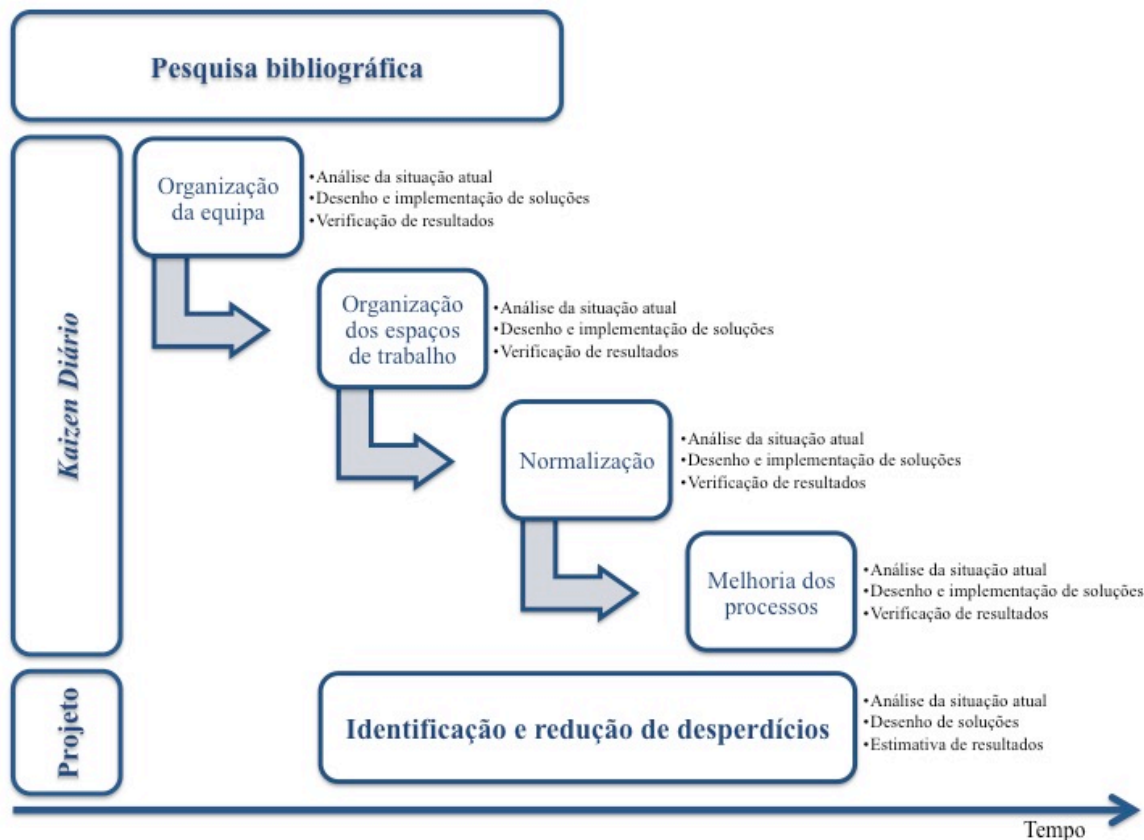 Pesquisa bibliográfica
Kaizen Diário
Organização
da equipa
•Análise da situação atual
•Desenho e implementação de soluções
•Verificação de resultados
Organização
dos espaços
de trabalho
•Análise da situação atual
•Desenho e implementação de soluções
•Verificação de resultados
Normalização
•Análise da situação atual
•Desenho e implementação de soluções
•Verificação de resultados
Melhoria dos
processos
•Análise da situação atual
•Desenho e implementação de soluções
•Verificação de resultados
Projeto
Identificação e redução de desperdícios
•Análise da situação atual
•Desenho de soluções
•Estimativa de resultados
Tempo